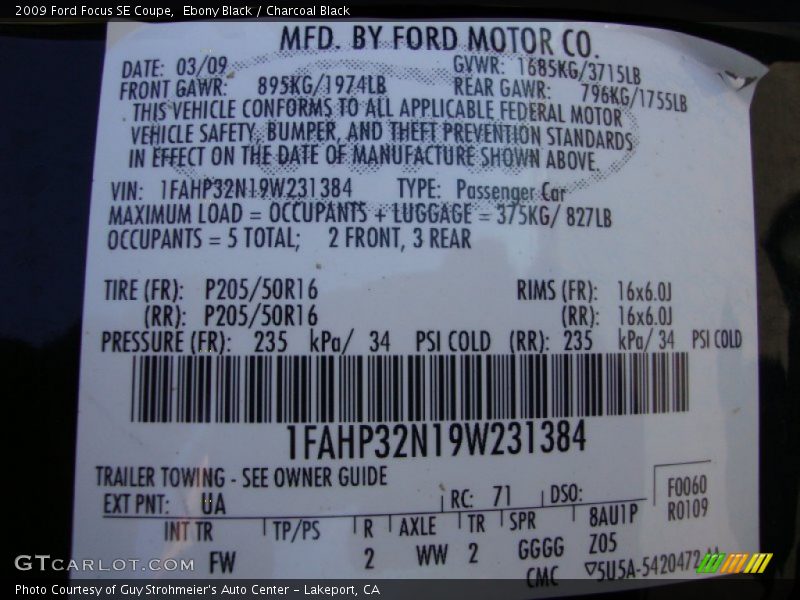 2009 Ford Focus SE Coupe, Ebony Black / Charcoal Black
MFD. BY FORD MOTOR CO.
DATE: 03/09 GVWR: 1685KG/3715LB
FRONT GAWR: 895KG/1974LB REAR GAWR: 796KG/1755LB
THIS VEHICLE CONFORMS TO ALL APPLICABLE FEDERAL MOTOR
VEHICLE SAFETY, BUMPER, AND THEFT PREVENTION STANDARDS
IN EFFECT ON THE DATE OF MANUFACTURE SHOWN ABOVE.
VIN: 1FAHP32N19W231384 TYPE: Passenger Car
MAXIMUM LOAD = OCCUPANTS + LUGGAGE = 375KG/ 827LB
OCCUPANTS = 5 TOTAL; 2 FRONT, 3 REAR
TIRE (FR): P205/50R16 RIMS (FR): 16x6.0J
(RR): P205/50R16 (RR): 16x6.0J
PRESSURE (FR): 235 kPa/ 34 PSI COLD (RR): 235 kPa/ 34 PSI COLD
1FAHP32N19W231384
TRAILER TOWING - SEE OWNER GUIDE
EXT PNT: UA RC: 71 DSO: F0060
R0109
INT TR TP/PS R AXLE TR SPR 8AU1P
FW 2 WW 2 GGGG Z05
CMC ▽5U5A-5420472
GTCARLOT.COM
Photo Courtesy of Guy Strohmeier's Auto Center - Lakeport, CA